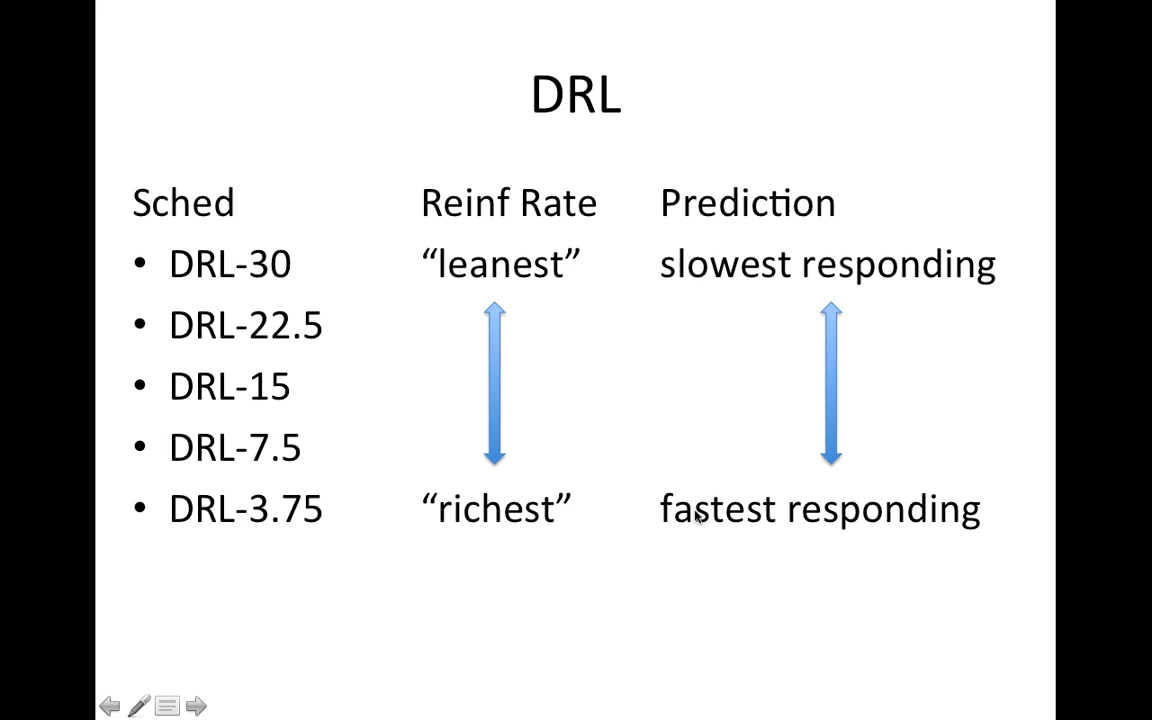 DRL
Sched Reinf Rate Prediction
• DRL-30 “leanest” slowest responding
• DRL-22.5
• DRL-15
• DRL-7.5
• DRL-3.75 “richest” fastest responding